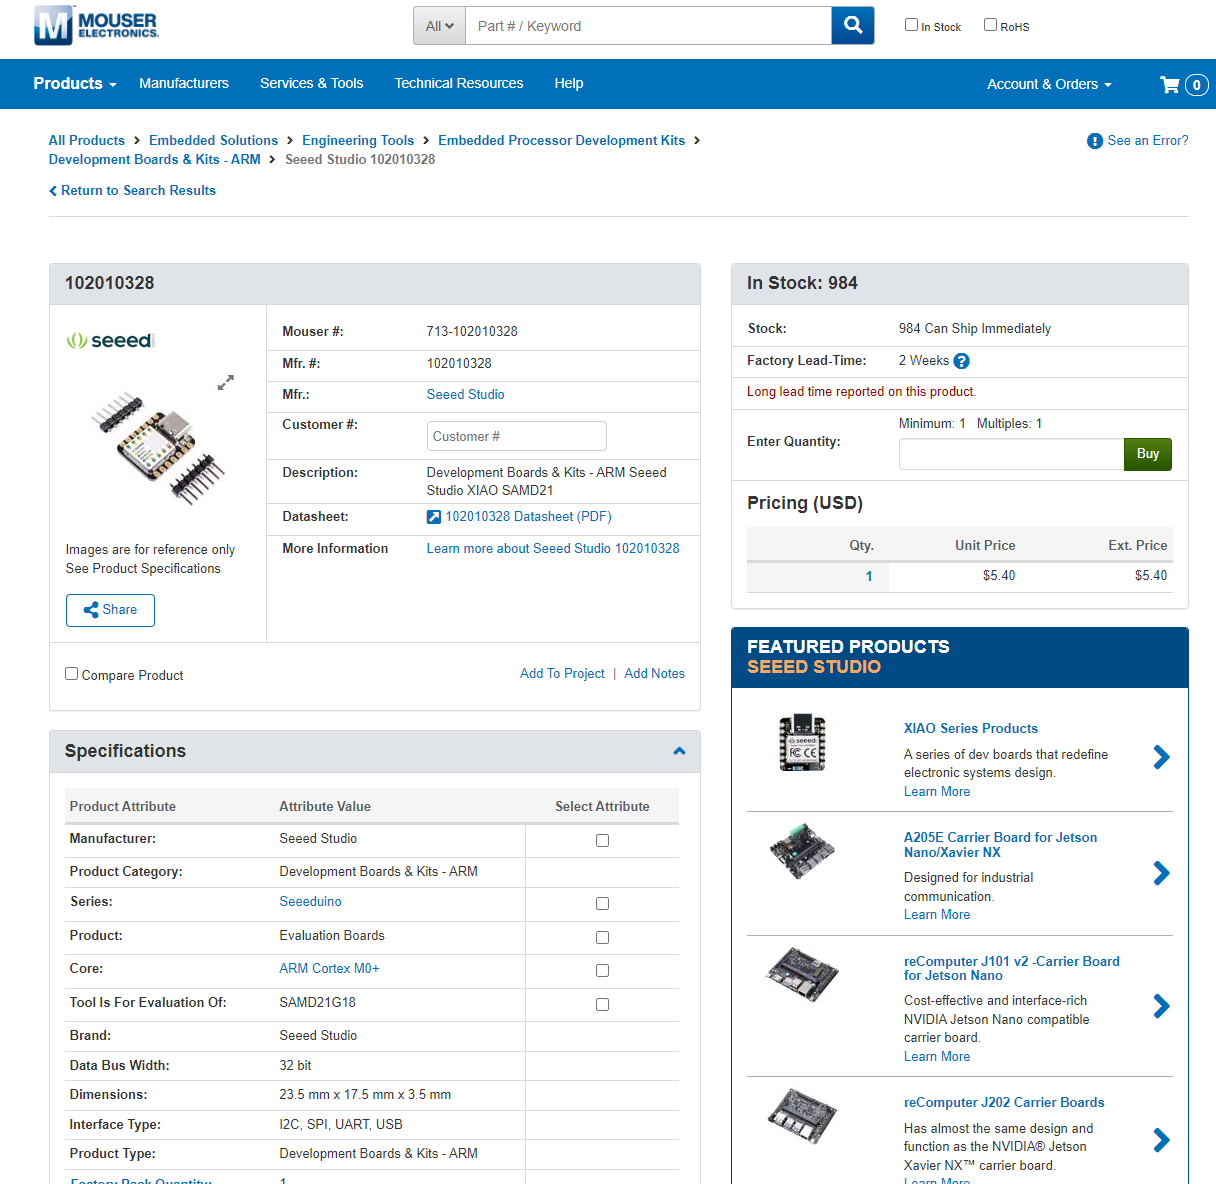 MOUSER
ELECTRONICS
All
Part # / Keyword
In Stock
RoHS
Products
Manufacturers
Services & Tools
Technical Resources
Help
Account & Orders
0
All Products > Embedded Solutions > Engineering Tools > Embedded Processor Development Kits >
Development Boards & Kits - ARM > Seeed Studio 102010328
See an Error?
Return to Search Results
102010328
seeed
Images are for reference only
See Product Specifications
Share
Mouser #: 713-102010328
Mfr. #: 102010328
Mfr.: Seeed Studio
Customer #: Customer #
Description: Development Boards & Kits - ARM Seeed
Studio XIAO SAMD21
Datasheet: 102010328 Datasheet (PDF)
More Information Learn more about Seeed Studio 102010328
Compare Product
Add To Project | Add Notes
In Stock: 984
Stock: 984 Can Ship Immediately
Factory Lead-Time: 2 Weeks ?
Long lead time reported on this product.
Minimum: 1 Multiples: 1
Enter Quantity:
Buy
Pricing (USD)
Qty. Unit Price Ext. Price
1 $5.40 $5.40
Specifications
Product Attribute Attribute Value Select Attribute
Manufacturer: Seeed Studio
Product Category: Development Boards & Kits - ARM
Series: Seeeduino
Product: Evaluation Boards
Core: ARM Cortex M0+
Tool Is For Evaluation Of: SAMD21G18
Brand: Seeed Studio
Data Bus Width: 32 bit
Dimensions: 23.5 mm x 17.5 mm x 3.5 mm
Interface Type: I2C, SPI, UART, USB
Product Type: Development Boards & Kits - ARM
Factory Pack Quantity: 1
FEATURED PRODUCTS
SEEED STUDIO
seeed
FC CE
XIAO Series Products
A series of dev boards that redefine
electronic systems design.
Learn More
A205E Carrier Board for Jetson
Nano/Xavier NX
Designed for industrial
communication.
Learn More
reComputer J101 v2 -Carrier Board
for Jetson Nano
Cost-effective and interface-rich
NVIDIA Jetson Nano compatible
carrier board.
Learn More
reComputer J202 Carrier Boards
Has almost the same design and
function as the NVIDIA® Jetson
Xavier NX™ carrier board.
Learn More